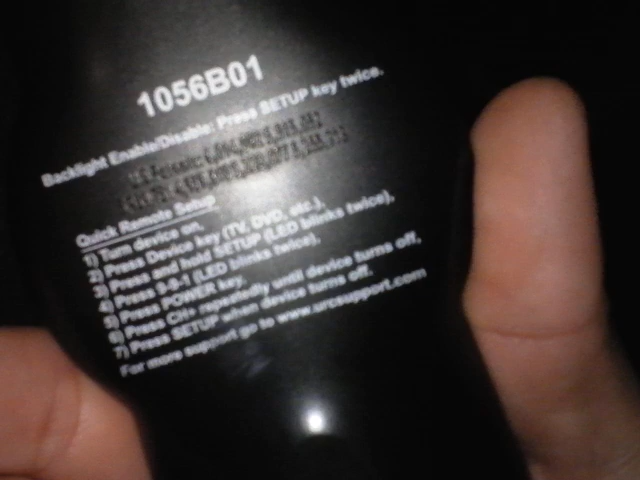 1056B01
Backlight Enable/Disable: Press SETUP key twice.
Quick Remote Setup
1) Turn device on,
2) Press Device key (TV, DVD, etc.),
3) Press and hold SETUP (LED blinks twice),
4) Press 9-9-1 (LED blinks twice),
5) Press POWER key,
6) Press CH+ repeatedly until device turns off,
7) Press SETUP when device turns off.
For more support go to www.urcsupport.com